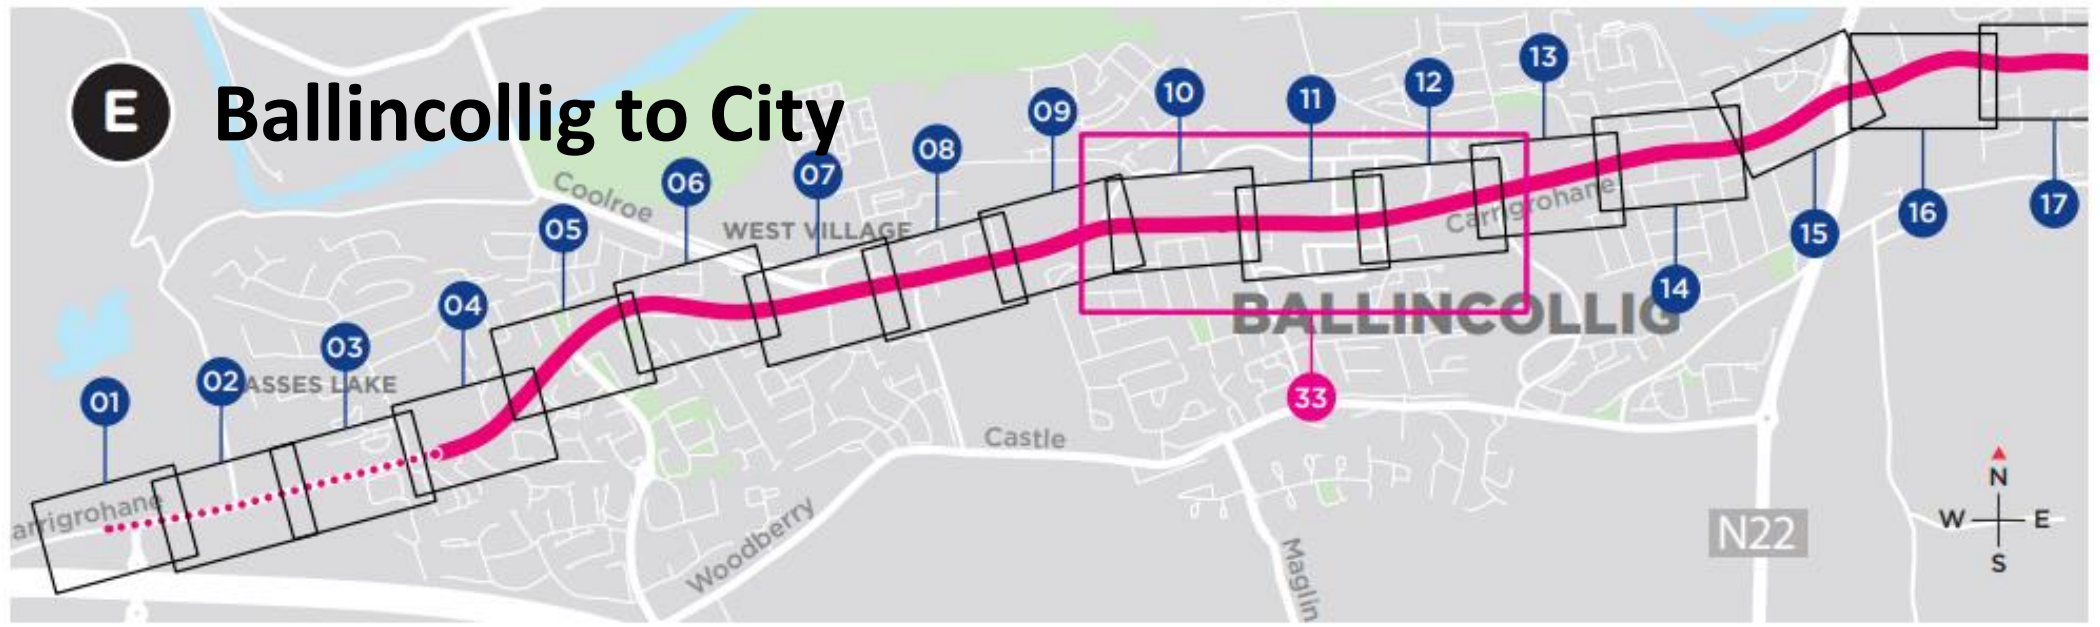 E
Ballincollig to City
13
12
11
10
09
08
07
06
05
04
03
02
01
Coolroe
WEST VILLAGE
Carrigrohane
14
15
16
17
BALLINCOLLIG
33
ASSES LAKE
Castle
arrigrohane
Woodberry
Maglin
N22
N
W E
S